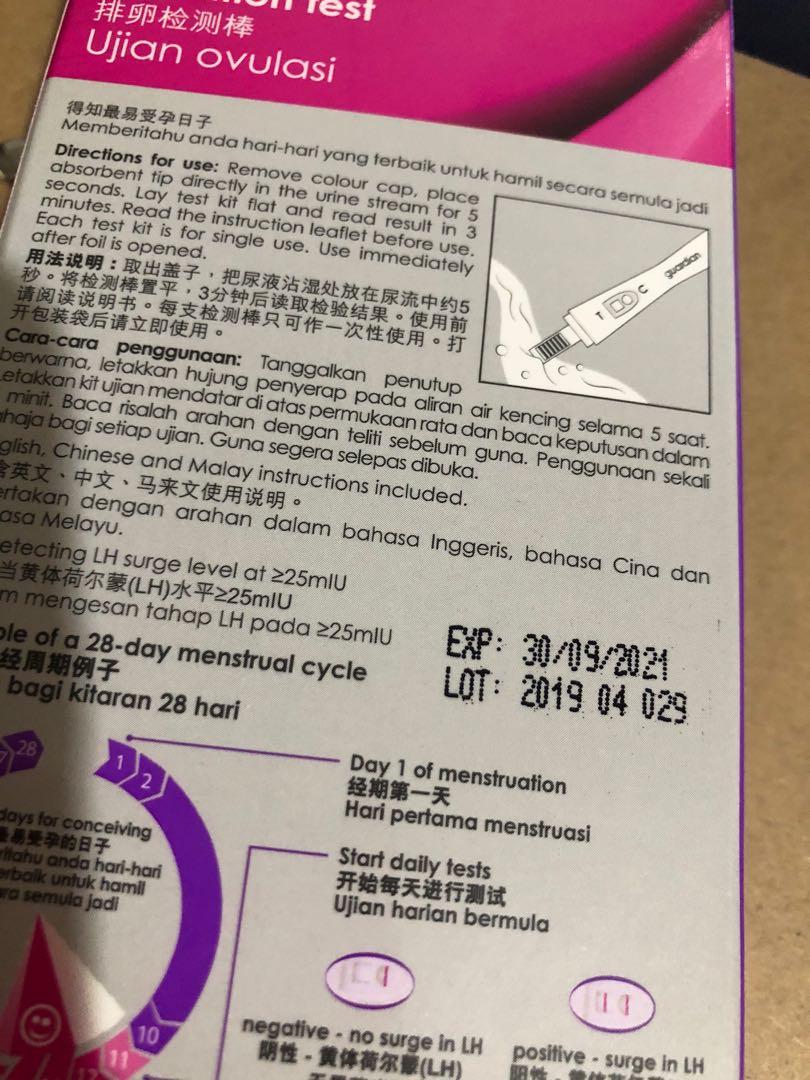 test
排卵检测棒
Ujian ovulasi
得知最易受孕日子
Memberitahu anda hari-hari yang terbaik untuk hamil secara semula jadi
Directions for use: Remove colour cap, place
absorbent tip directly in the urine stream for 5
seconds. Lay test kit flat and read result in 3
minutes. Read the instruction leaflet before use.
Each test kit is for single use. Use immediately
after foil is opened.
用法说明：取出盖子，把尿液沾湿处放在尿流中约5
秒。将检测棒置平，3分钟后读取检验结果。使用前
请阅读说明书。每支检测棒只可作一次性使用。打
开包装袋后请立即使用。
guardian
T C
Cara-cara penggunaan: Tanggalkan penutup
berwarna, letakkan hujung penyerap pada aliran air kencing selama 5 saat.
Letakkan kit ujian mendatar di atas permukaan rata dan baca keputusan dalam
minit. Baca risalah arahan dengan teliti sebelum guna. Penggunaan sekali
ahaja bagi setiap ujian. Guna segera selepas dibuka.
glish, Chinese and Malay instructions included.
含英文、中文、马来文使用说明。
ertakan dengan arahan dalam bahasa Inggeris, bahasa Cina dan
asa Melayu.
etecting LH surge level at ≥25mIU
当黄体荷尔蒙(LH)水平≥25mIU
m mengesan tahap LH pada ≥25mIU
EXP: 30/09/2021
LOT: 2019 04 029
ple of a 28-day menstrual cycle
经周期例子
bagi kitaran 28 hari
28
1
2
Day 1 of menstruation
经期第一天
Hari pertama menstruasi
days for conceiving
最易受孕的日子
ritahu anda hari-hari
erbaik untuk hamil
ara semula jadi
Start daily tests
开始每天进行测试
Ujian harian bermula
10
11
12
negative - no surge in LH
阴性 - 黄体荷尔蒙(LH)
positive - surge in LH